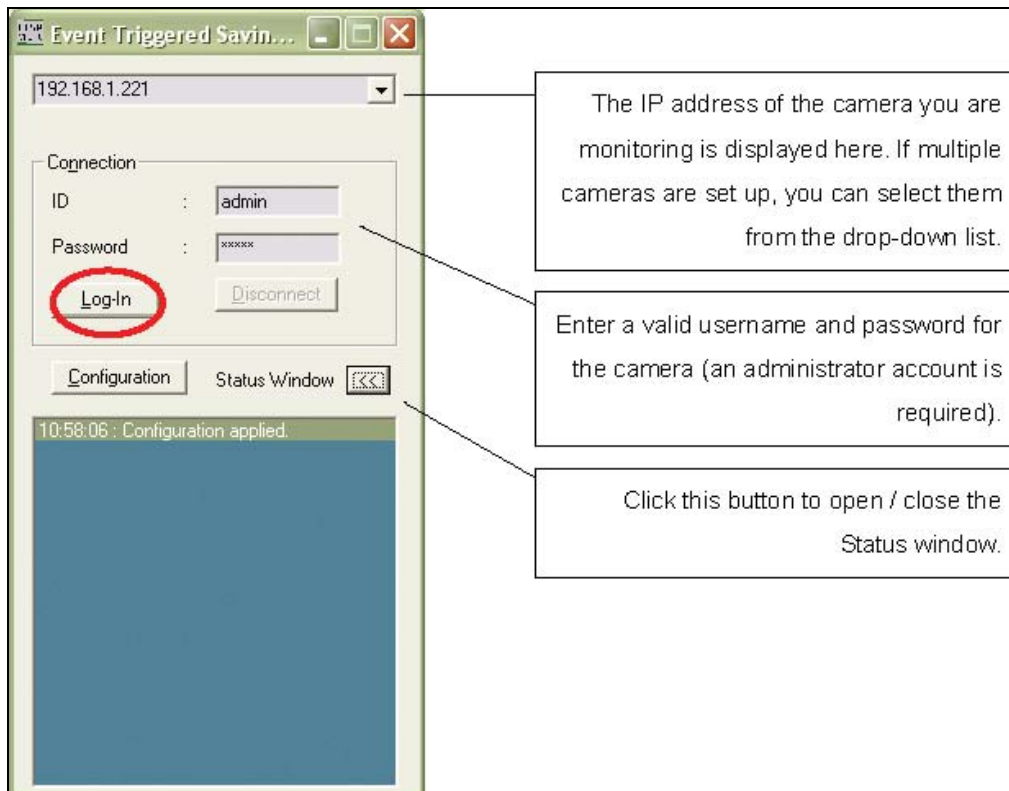 Event Triggered Savin...
192.168.1.221
The IP address of the camera you are
monitoring is displayed here. If multiple
cameras are set up, you can select them
from the drop-down list.
Connection
ID : admin
Password : *****
Log-In Disconnect
Enter a valid username and password for
the camera (an administrator account is
required).
Configuration Status Window <<
10:58:06 : Configuration applied.
Click this button to open / close the
Status window.